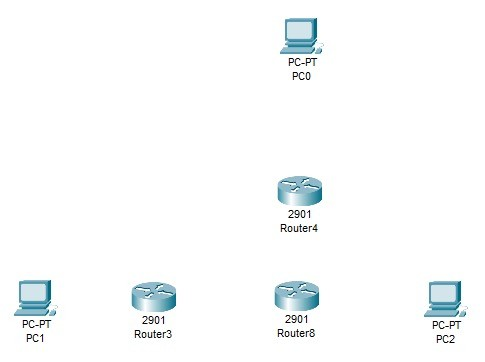 PC-PT
PC0
2901
Router4
PC-PT
PC1
2901
Router3
2901
Router8
PC-PT
PC2